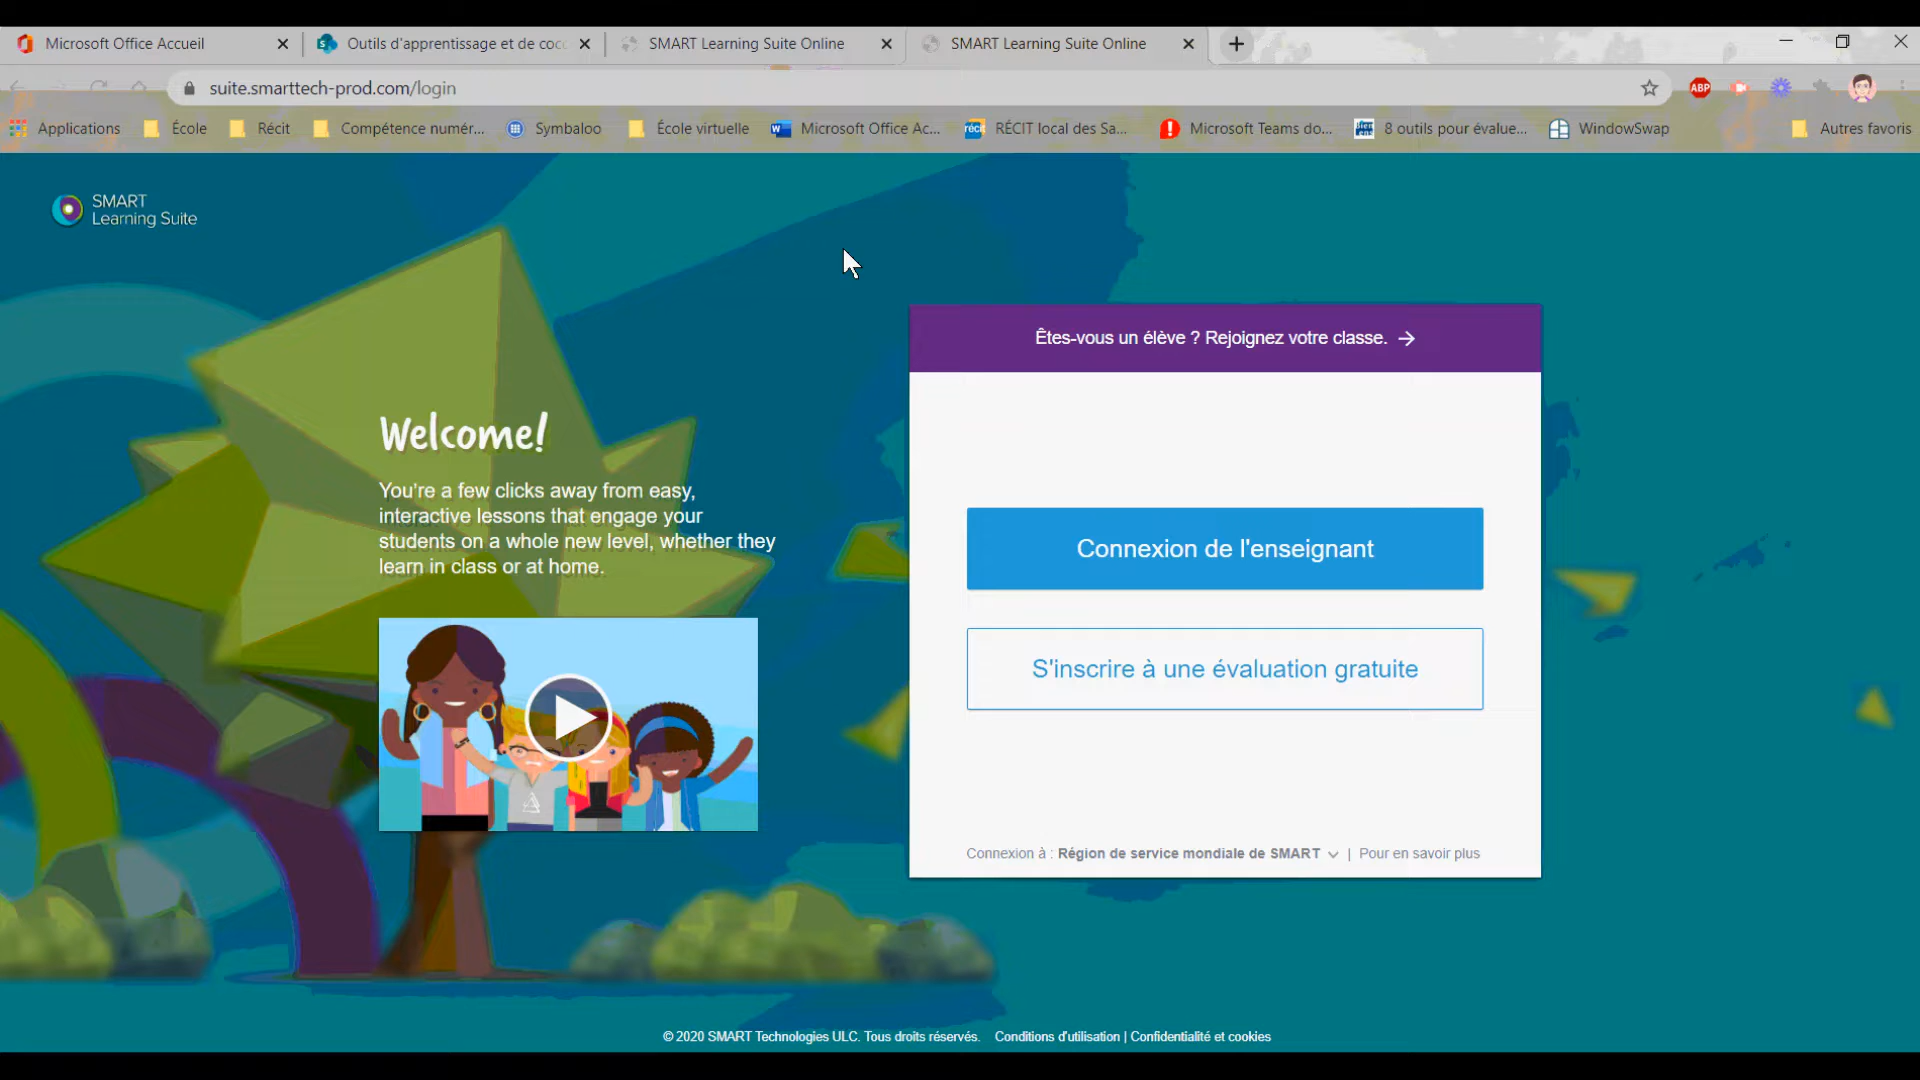 Microsoft Office Accueil
Outils d'apprentissage et de coc
SMART Learning Suite Online
SMART Learning Suite Online
suite.smarttech-prod.com/login
ABP
Applications
École
Récit
Compétence numér...
Symbaloo
École virtuelle
Microsoft Office Ac...
récit
RÉCIT local des Sa...
Microsoft Teams do...
8 outils pour évalue...
WindowSwap
Autres favoris
SMART
Learning Suite
Êtes-vous un élève ? Rejoignez votre classe. →
Welcome!
You're a few clicks away from easy,
interactive lessons that engage your
students on a whole new level, whether they
learn in class or at home.
Connexion de l'enseignant
S'inscrire à une évaluation gratuite
Connexion à : Région de service mondiale de SMART | Pour en savoir plus
© 2020 SMART Technologies ULC. Tous droits réservés. Conditions d'utilisation | Confidentialité et cookies